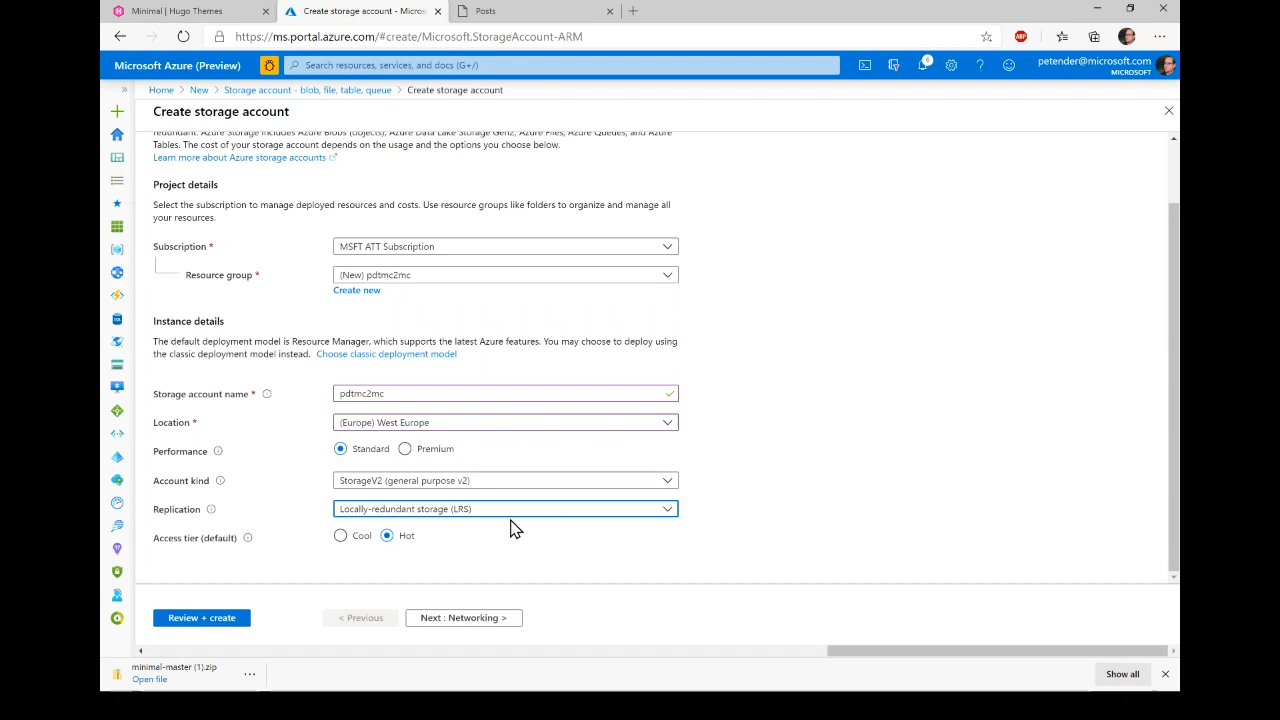 Minimal | Hugo Themes
Create storage account - Micros
Posts
https://ms.portal.azure.com/#create/Microsoft.StorageAccount-ARM
ABP
Microsoft Azure (Preview)
Search resources, services, and docs (G+/)
6
petender@microsoft.com
MICROSOFT
Home > New > Storage account - blob, file, table, queue > Create storage account
Create storage account
redundant. Azure Storage includes Azure Blobs (objects), Azure Data Lake Storage Gen2, Azure Files, Azure Queues, and Azure
Tables. The cost of your storage account depends on the usage and the options you choose below.
Learn more about Azure storage accounts
Project details
Select the subscription to manage deployed resources and costs. Use resource groups like folders to organize and manage all
your resources.
Subscription *
MSFT ATT Subscription
Resource group *
(New) pdtmc2mc
Create new
Instance details
The default deployment model is Resource Manager, which supports the latest Azure features. You may choose to deploy using
the classic deployment model instead. Choose classic deployment model
Storage account name *
pdtmc2mc
Location *
(Europe) West Europe
Performance
Standard
Premium
Account kind
StorageV2 (general purpose v2)
Replication
Locally-redundant storage (LRS)
Access tier (default)
Cool
Hot
Review + create
< Previous
Next : Networking >
minimal-master (1).zip
Open file
Show all